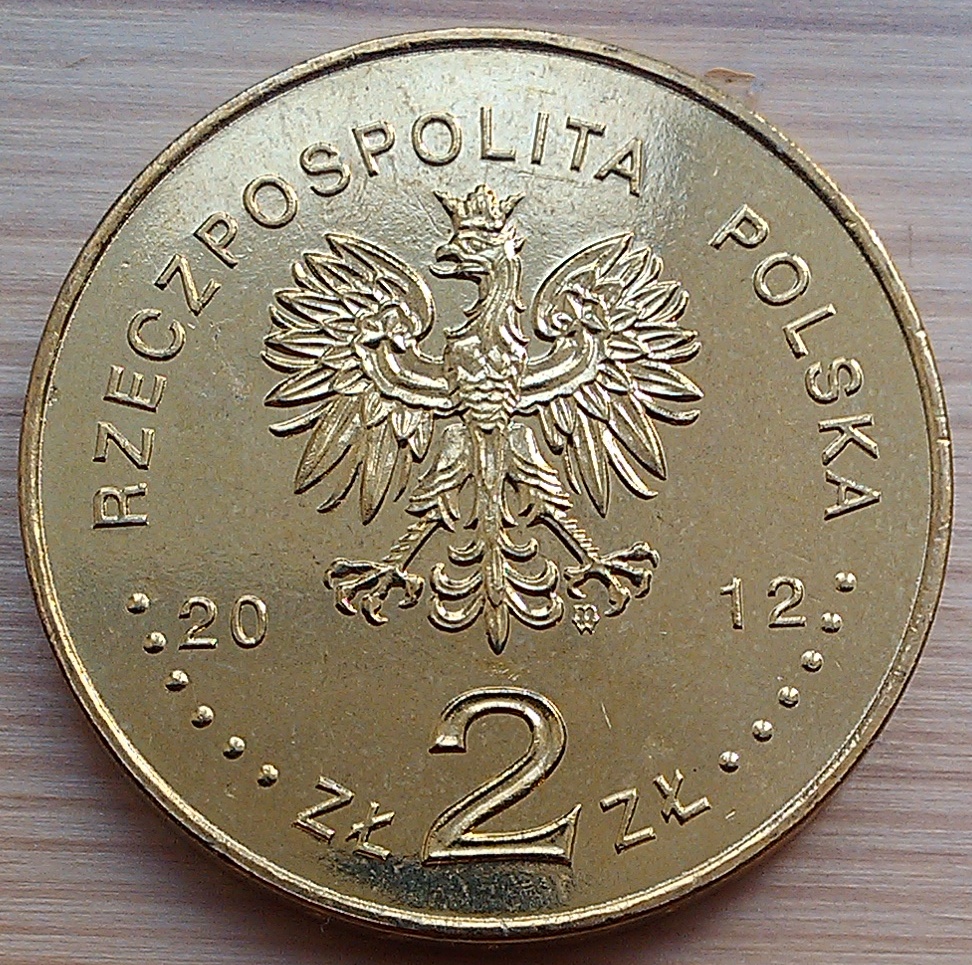 RZECZPOSPOLITA POLSKA
20 12
ZŁ 2 ZŁ